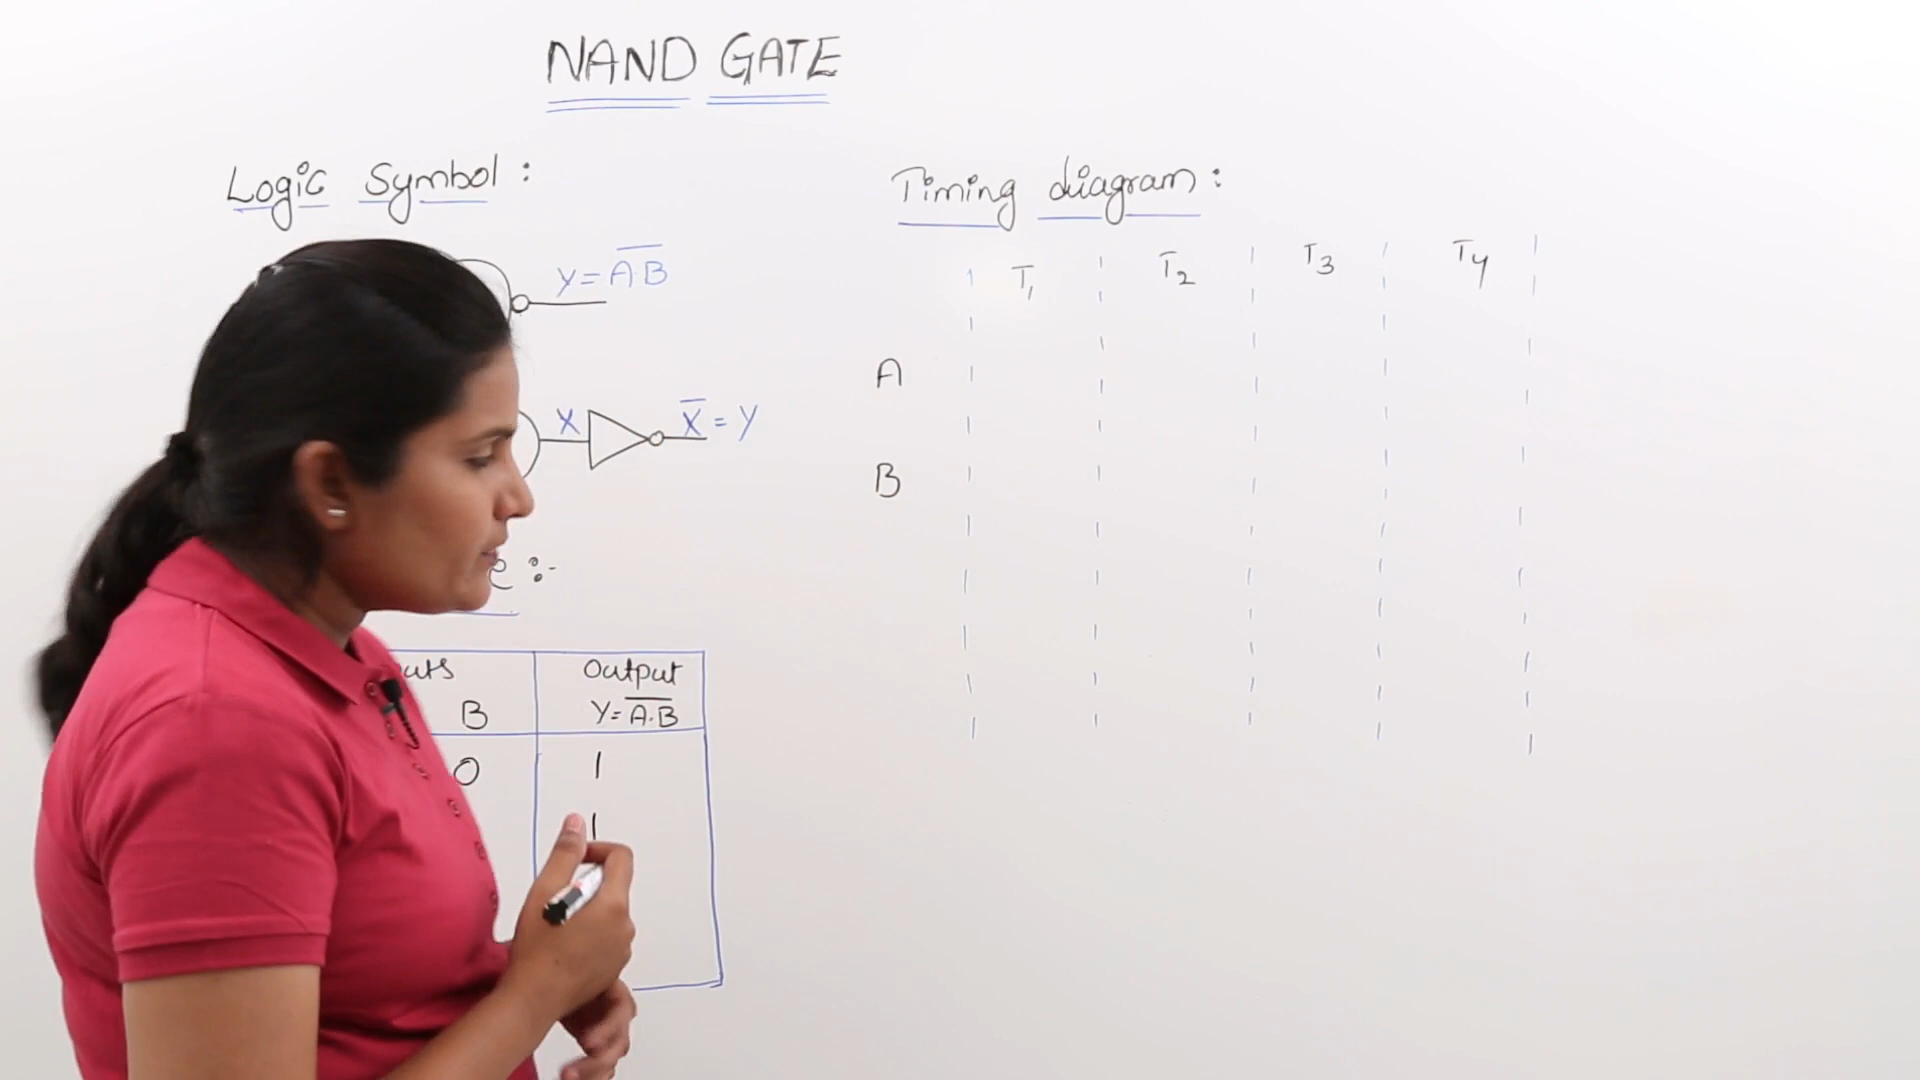 NAND GATE
Logic Symbol :
Y = A·B
X
X = Y
:-
B
Output
Y = A·B
0
1
1
Timing diagram :
T1
T2
T3
T4
A
B